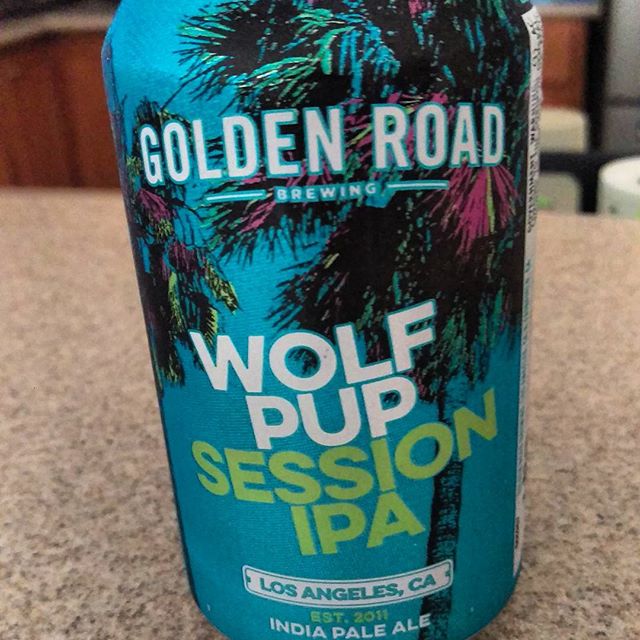 GOLDEN ROAD
BREWING
WOLF
PUP
SESSION
IPA
LOS ANGELES, CA
EST. 2011
INDIA PALE ALE